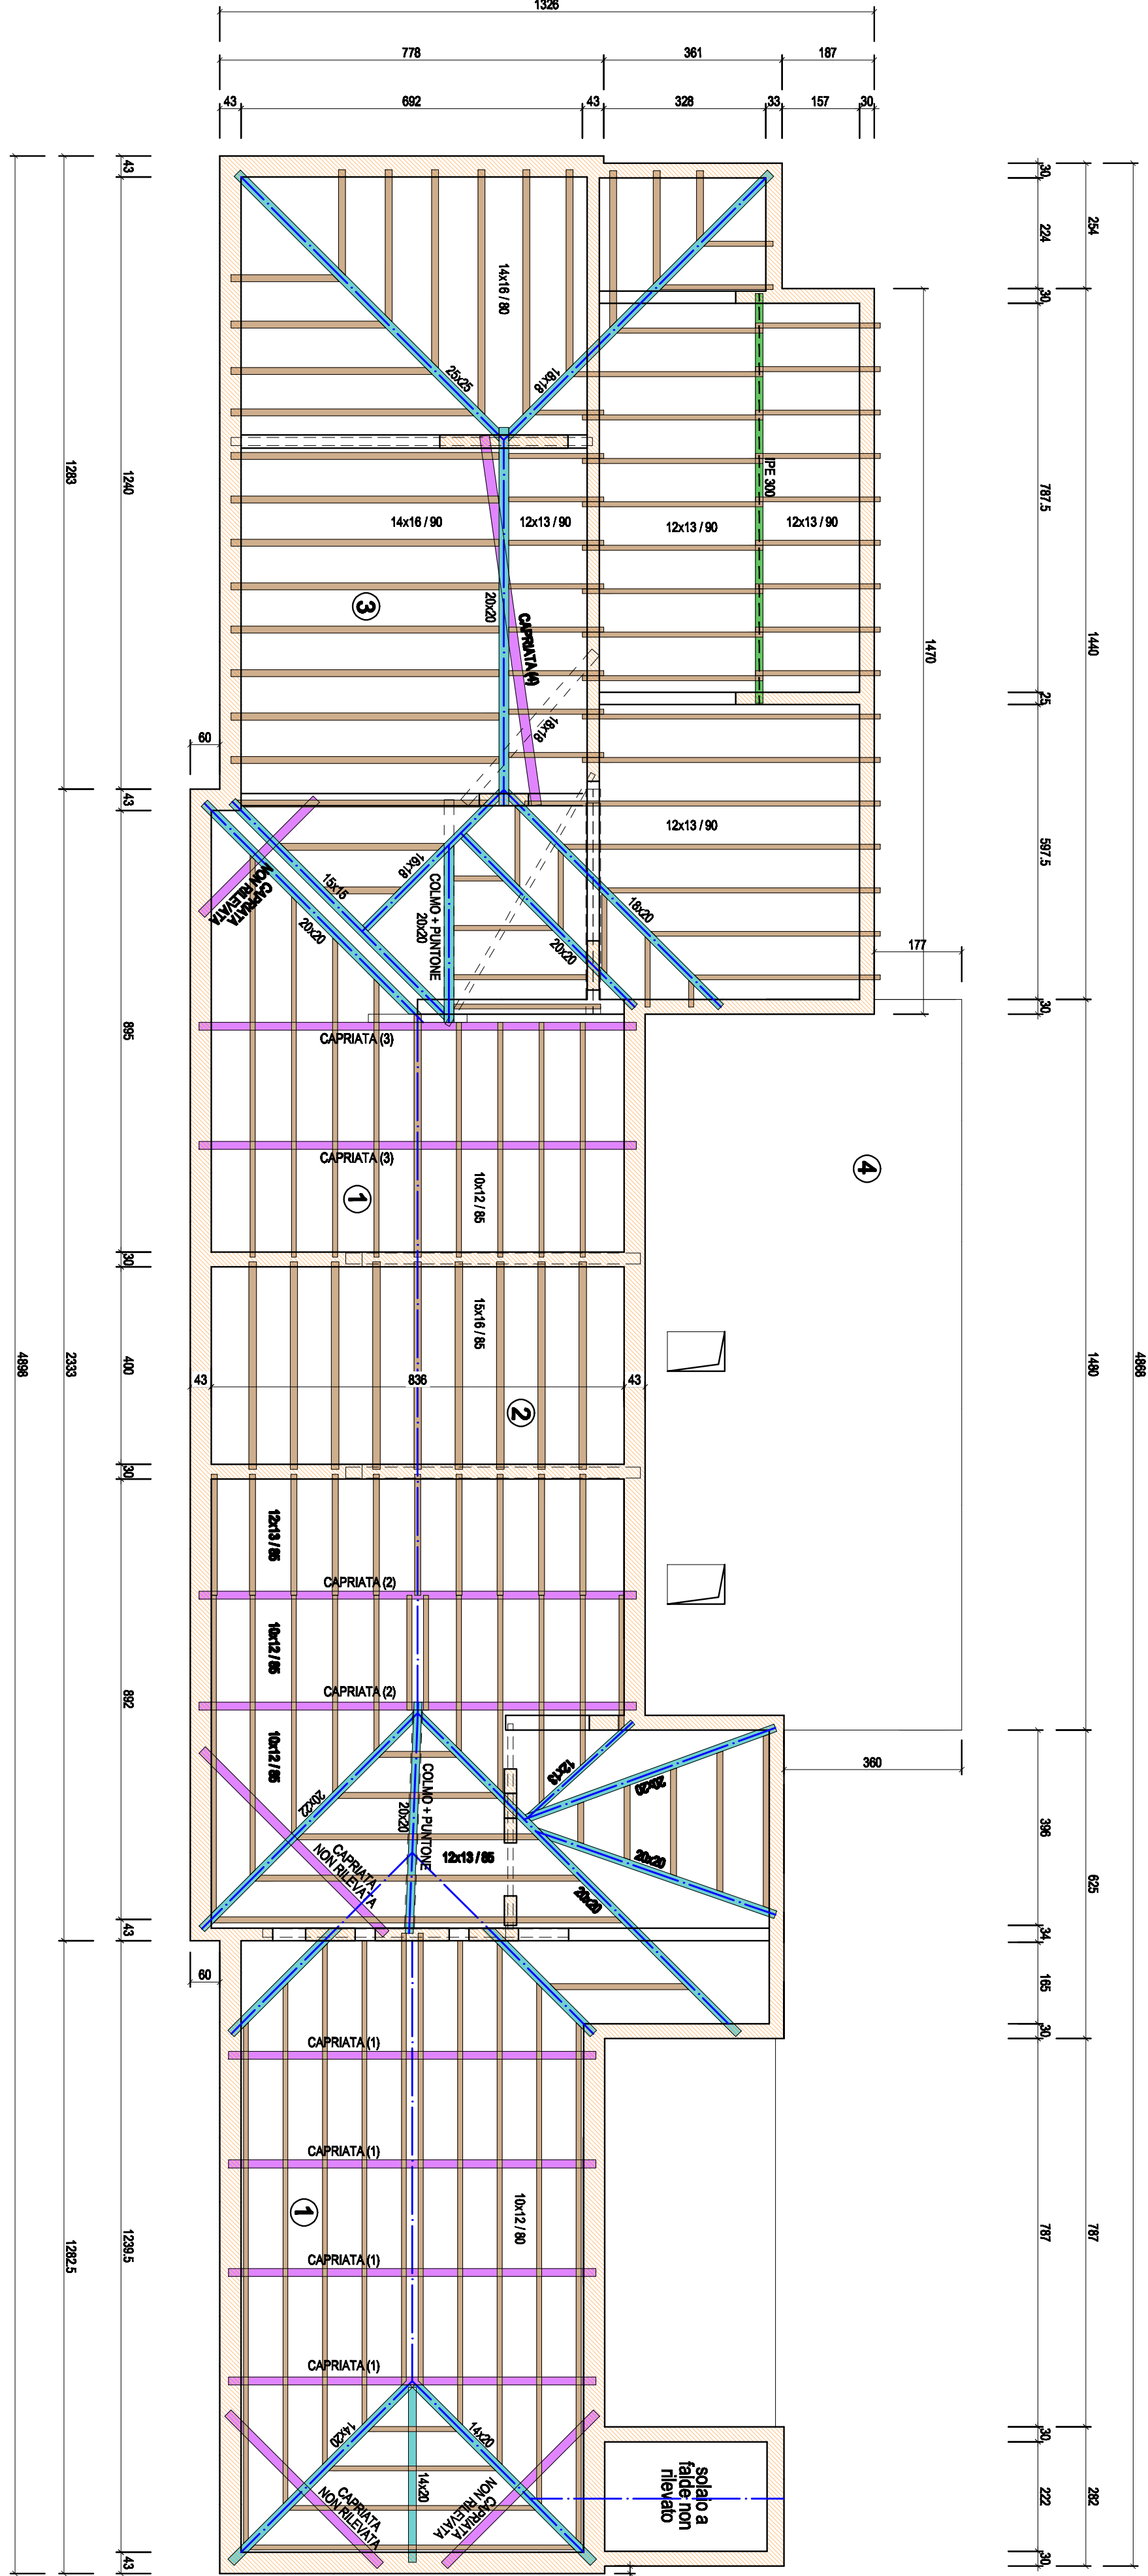 1326
778
361
187
43
692
43
328
33
157
30
43
1240
43
895
30
400
30
892
43
1239.5
43
1283
2333
1282.5
4898
30
224
30
787.5
25
597.5
30
396
34
165
30
787
30
222
30
254
1440
1480
625
787
282
4868
1470
177
360
60
60
43
836
43
14x16 / 80
25x25
18x18
IPE 300
14x16 / 90
12x13 / 90
12x13 / 90
12x13 / 90
3
20x20
CAPRIATA (4)
18x18
12x13 / 90
16x18
COLMO + PUNTONE
20x20
15x15
CAPRIATA
NON RILEVATA
20x20
18x20
20x20
CAPRIATA (3)
CAPRIATA (3)
4
1
10x12 / 85
15x16 / 85
2
12x13 / 85
CAPRIATA (2)
10x12 / 85
CAPRIATA (2)
10x12 / 85
12x13
20x20
20x22
COLMO + PUNTONE
20x20
CAPRIATA
NON RILEVATA
12x13 / 85
20x20
20x20
CAPRIATA (1)
CAPRIATA (1)
1
10x12 / 80
CAPRIATA (1)
CAPRIATA (1)
14x20
14x20
14x20
CAPRIATA
NON RILEVATA
CAPRIATA
NON RILEVATA
solaio a
falde non
rilevato